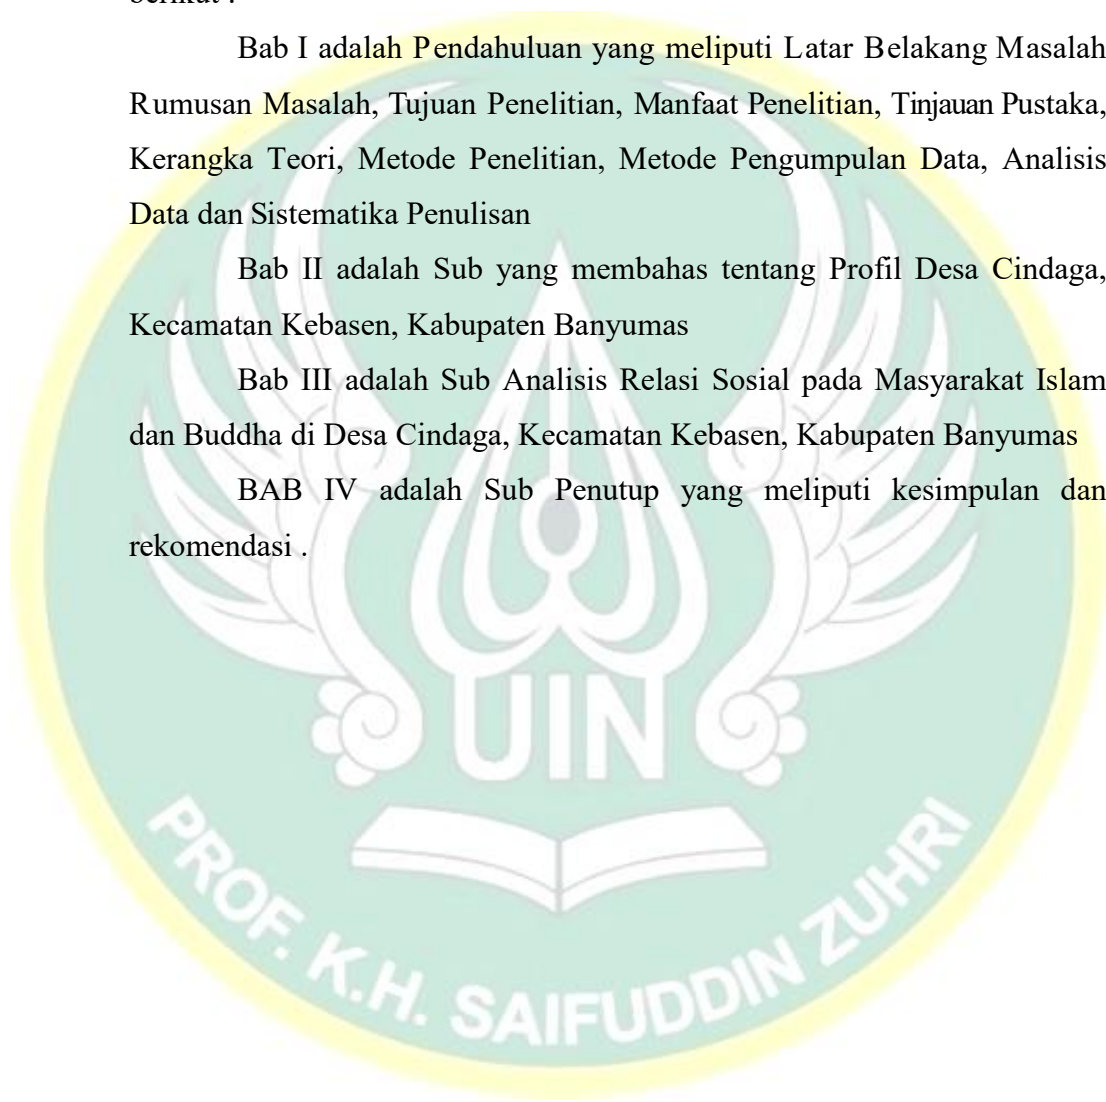 berikut :
Bab I adalah Pendahuluan yang meliputi Latar Belakang Masalah
Rumusan Masalah, Tujuan Penelitian, Manfaat Penelitian, Tinjauan Pustaka,
Kerangka Teori, Metode Penelitian, Metode Pengumpulan Data, Analisis
Data dan Sistematika Penulisan
Bab II adalah Sub yang membahas tentang Profil Desa Cindaga,
Kecamatan Kebasen, Kabupaten Banyumas
Bab III adalah Sub Analisis Relasi Sosial pada Masyarakat Islam
dan Buddha di Desa Cindaga, Kecamatan Kebasen, Kabupaten Banyumas
BAB IV adalah Sub Penutup yang meliputi kesimpulan dan
rekomendasi .
UIN
PROF. K.H. SAIFUDDIN ZUHRI